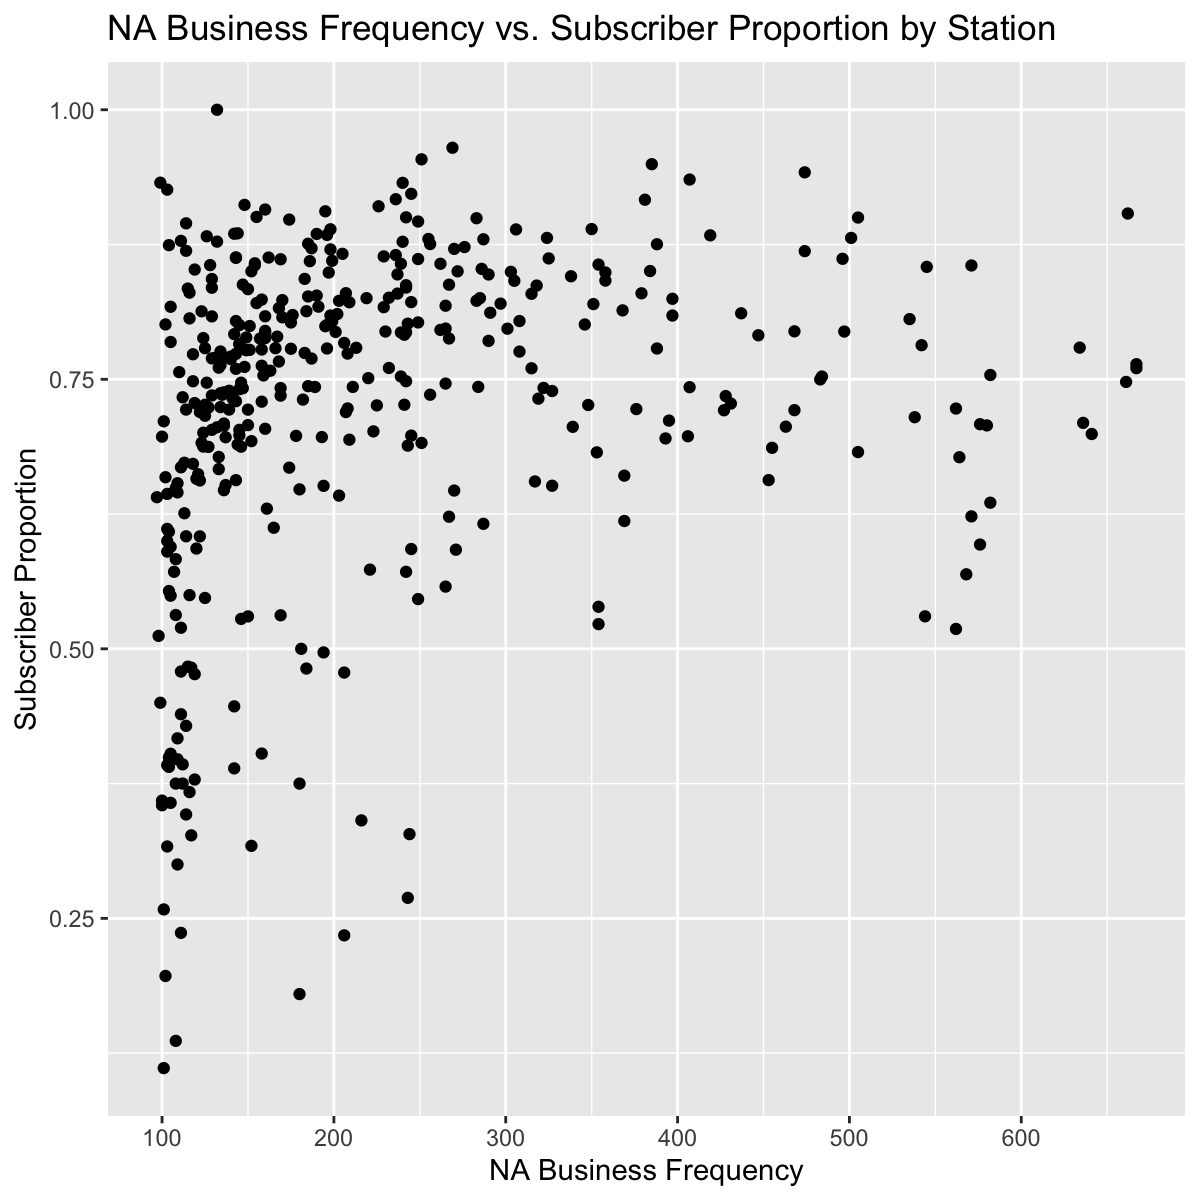 NA Business Frequency vs. Subscriber Proportion by Station
Subscriber Proportion
1.00
0.75
0.50
0.25
100 200 300 400 500 600
NA Business Frequency